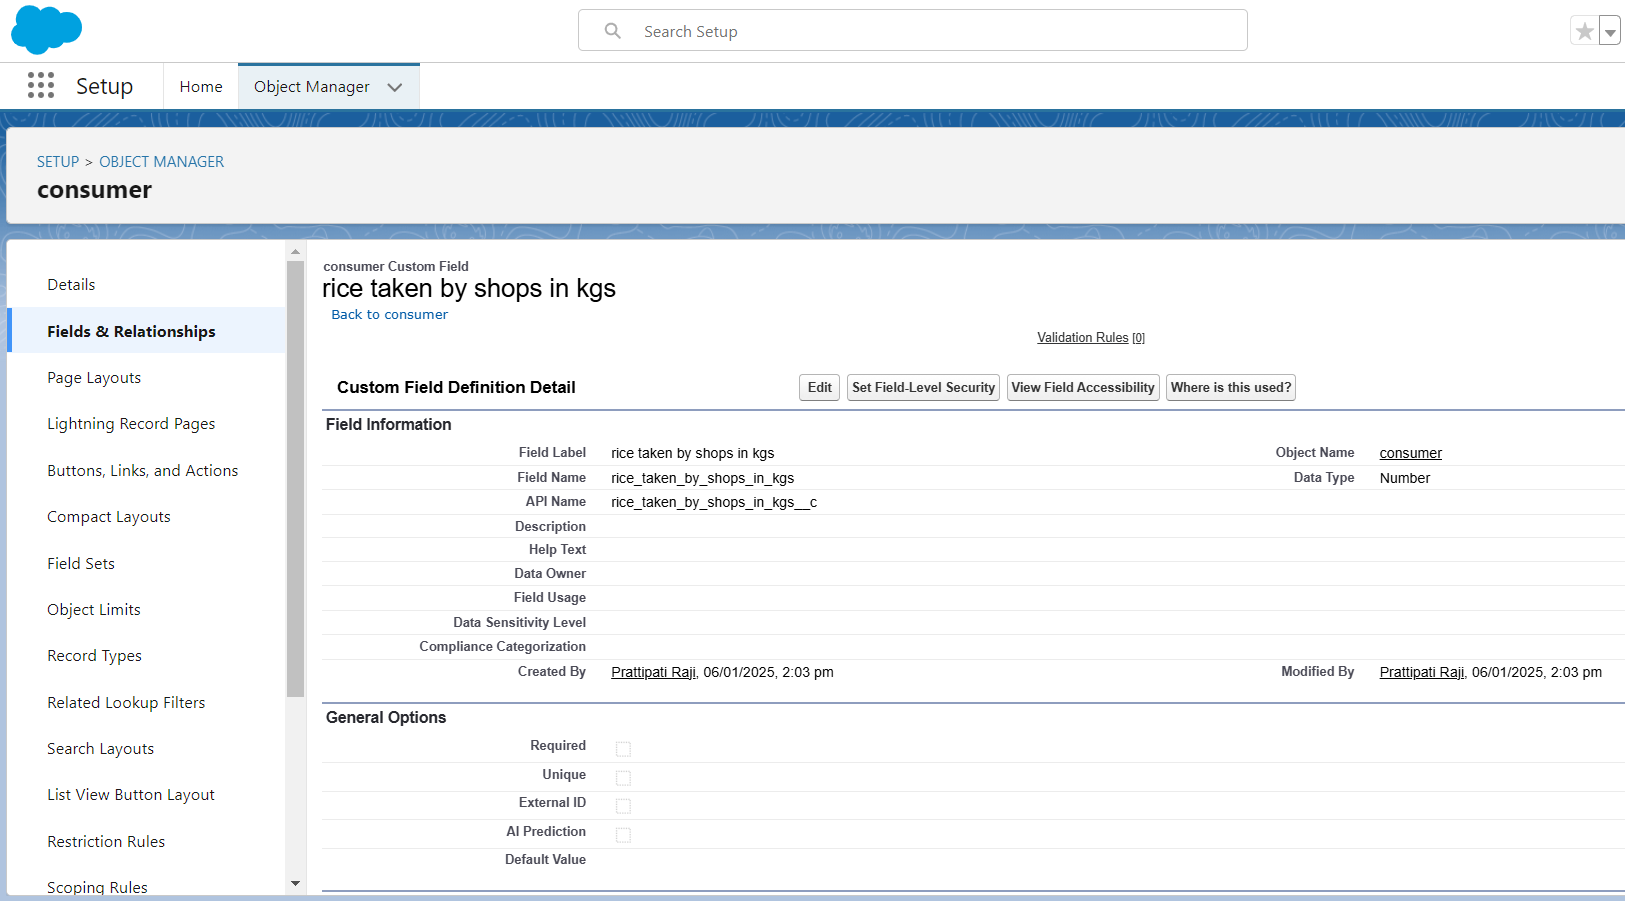 Search Setup
Setup
Home
Object Manager
SETUP > OBJECT MANAGER
consumer
Details
Fields & Relationships
Page Layouts
Lightning Record Pages
Buttons, Links, and Actions
Compact Layouts
Field Sets
Object Limits
Record Types
Related Lookup Filters
Search Layouts
List View Button Layout
Restriction Rules
Scoping Rules
consumer Custom Field
rice taken by shops in kgs
Back to consumer
Validation Rules [0]
Custom Field Definition Detail
Edit
Set Field-Level Security
View Field Accessibility
Where is this used?
Field Information
Field Label rice taken by shops in kgs Object Name consumer
Field Name rice_taken_by_shops_in_kgs Data Type Number
API Name rice_taken_by_shops_in_kgs__c
Description
Help Text
Data Owner
Field Usage
Data Sensitivity Level
Compliance Categorization
Created By Prattipati Raji, 06/01/2025, 2:03 pm Modified By Prattipati Raji, 06/01/2025, 2:03 pm
General Options
Required
Unique
External ID
AI Prediction
Default Value